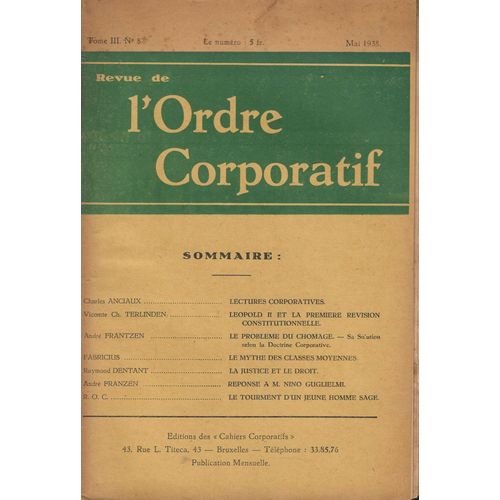 Tome III. N° 8.
Le numéro : 5 fr.
Mai 1938.
Revue de
l'Ordre
Corporatif
SOMMAIRE :
Charles ANCIAUX ........................ LECTURES CORPORATIVES.
Vicomte Ch. TERLINDEN ................ LEOPOLD II ET LA PREMIERE REVISION
CONSTITUTIONNELLE.
André FRANTZEN ........................ LE PROBLEME DU CHOMAGE. — Sa Solution
selon la Doctrine Corporative.
FABRICIUS ........................ LE MYTHE DES CLASSES MOYENNES.
Raymond DENTANT ........................ LA JUSTICE ET LE DROIT.
André FRANZEN ........................ REPONSE A M. NINO GUGLIELMI.
R. O. C. ........................ LE TOURMENT D'UN JEUNE HOMME SAGE.
Editions des « Cahiers Corporatifs »
43, Rue L. Titeca, 43 — Bruxelles — Téléphone : 33.85.76
Publication Mensuelle.